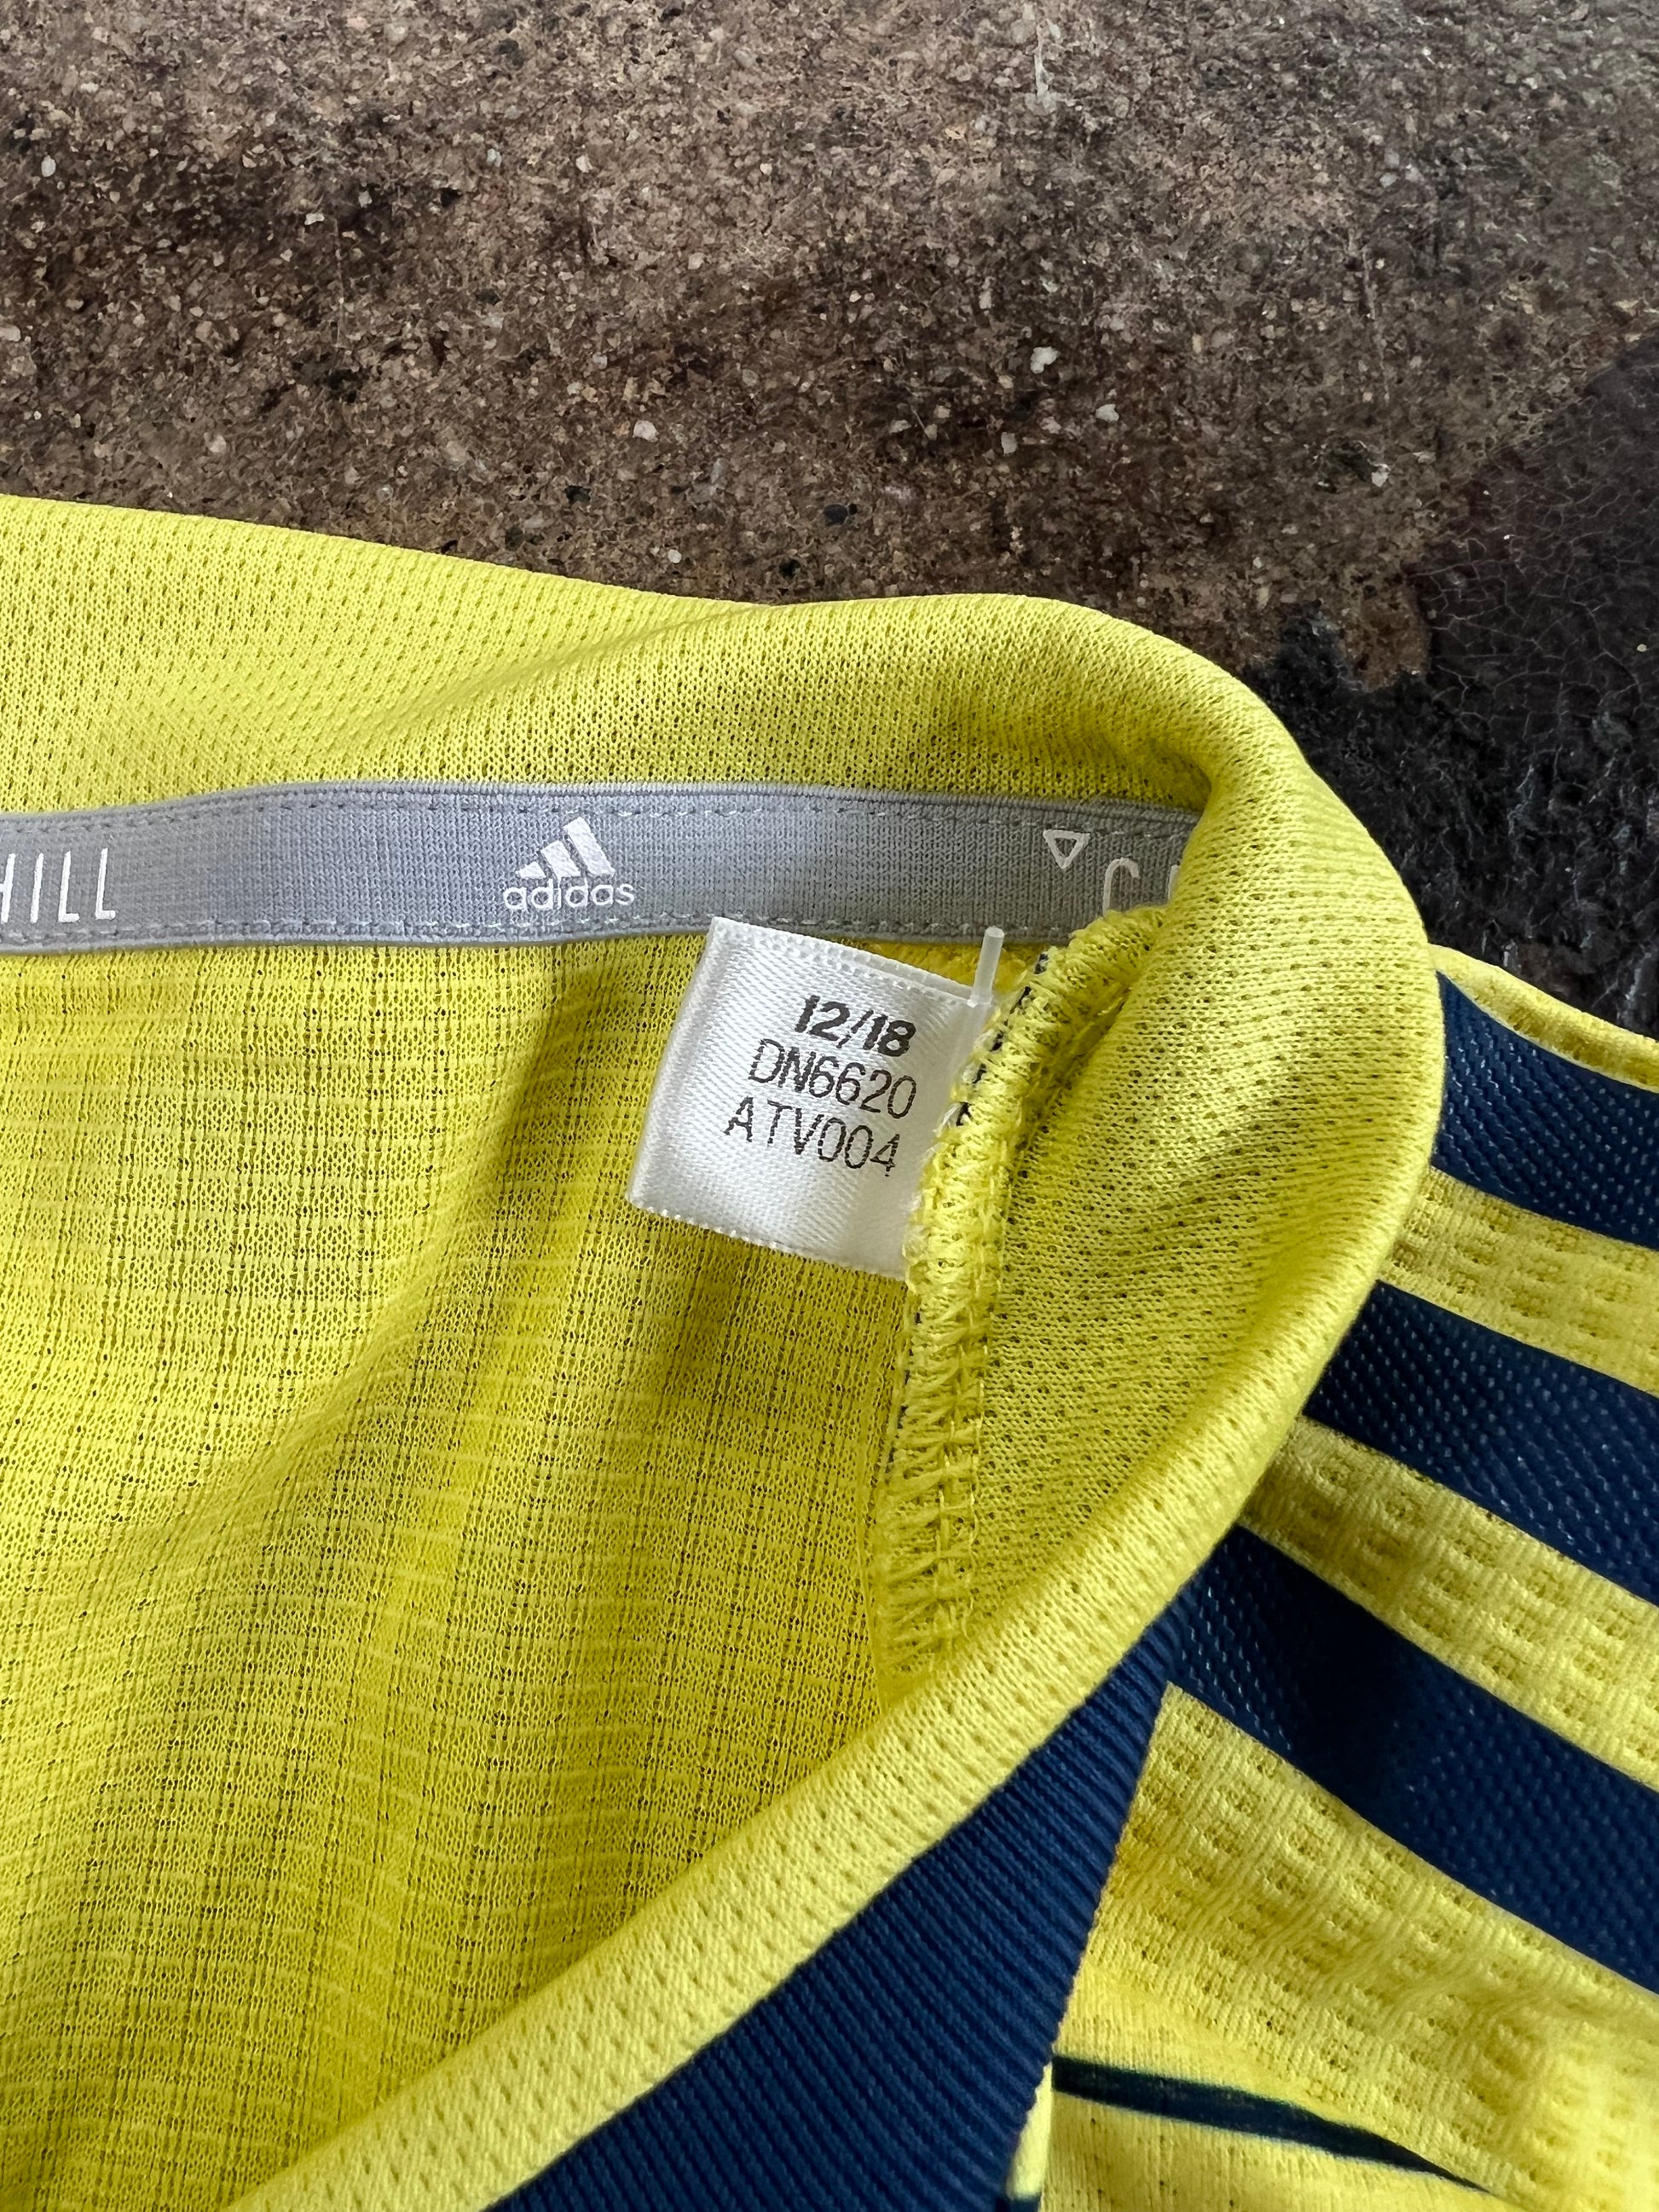 HILL
adidas
12/18
DN6620
ATV004